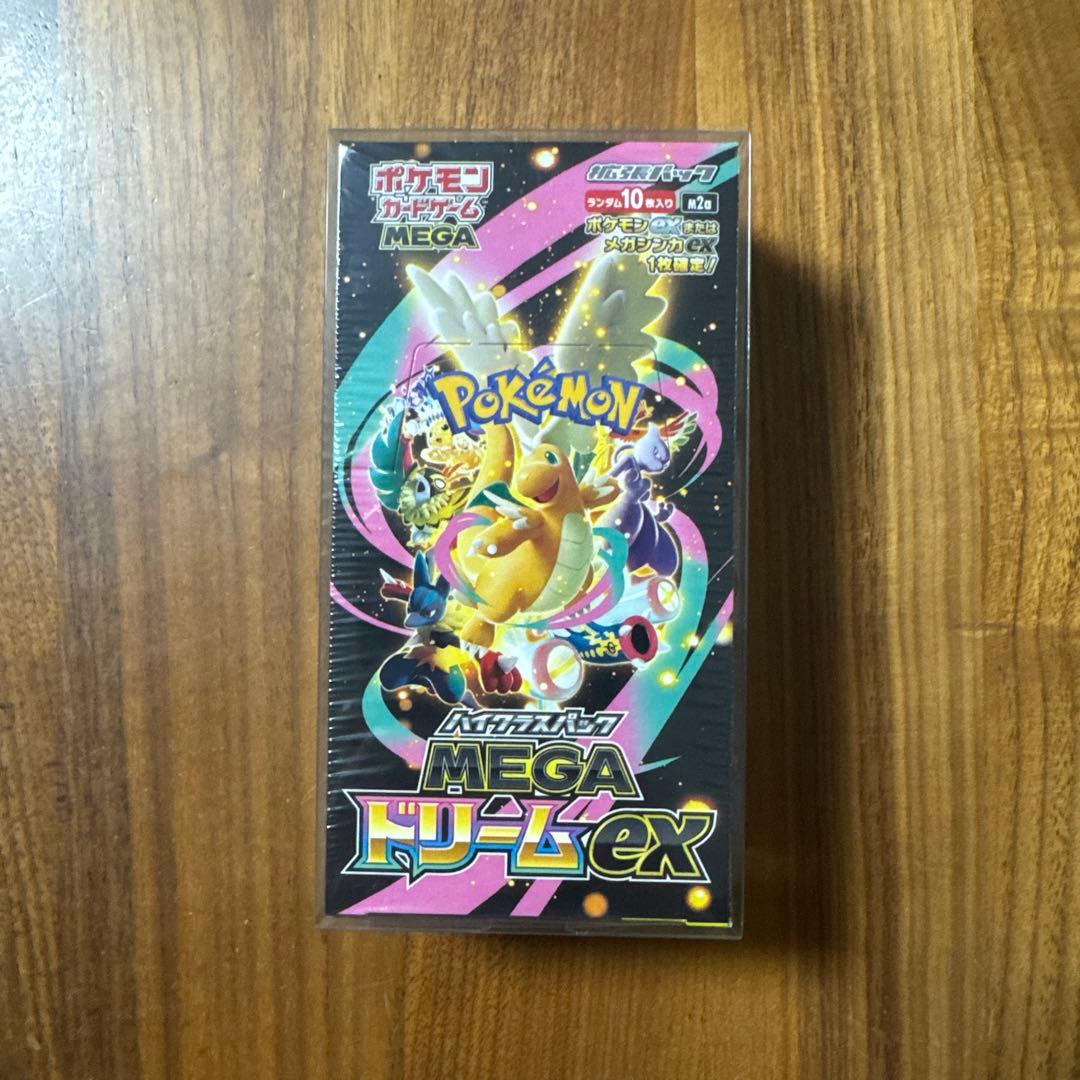 ポケモン
カードゲーム
MEGA
拡張パック
ランダム10枚入り M2a
ポケモンexまたは
メガシンカex
1枚確定!
POKéMON
ハイクラスパック
MEGA
ドリームex